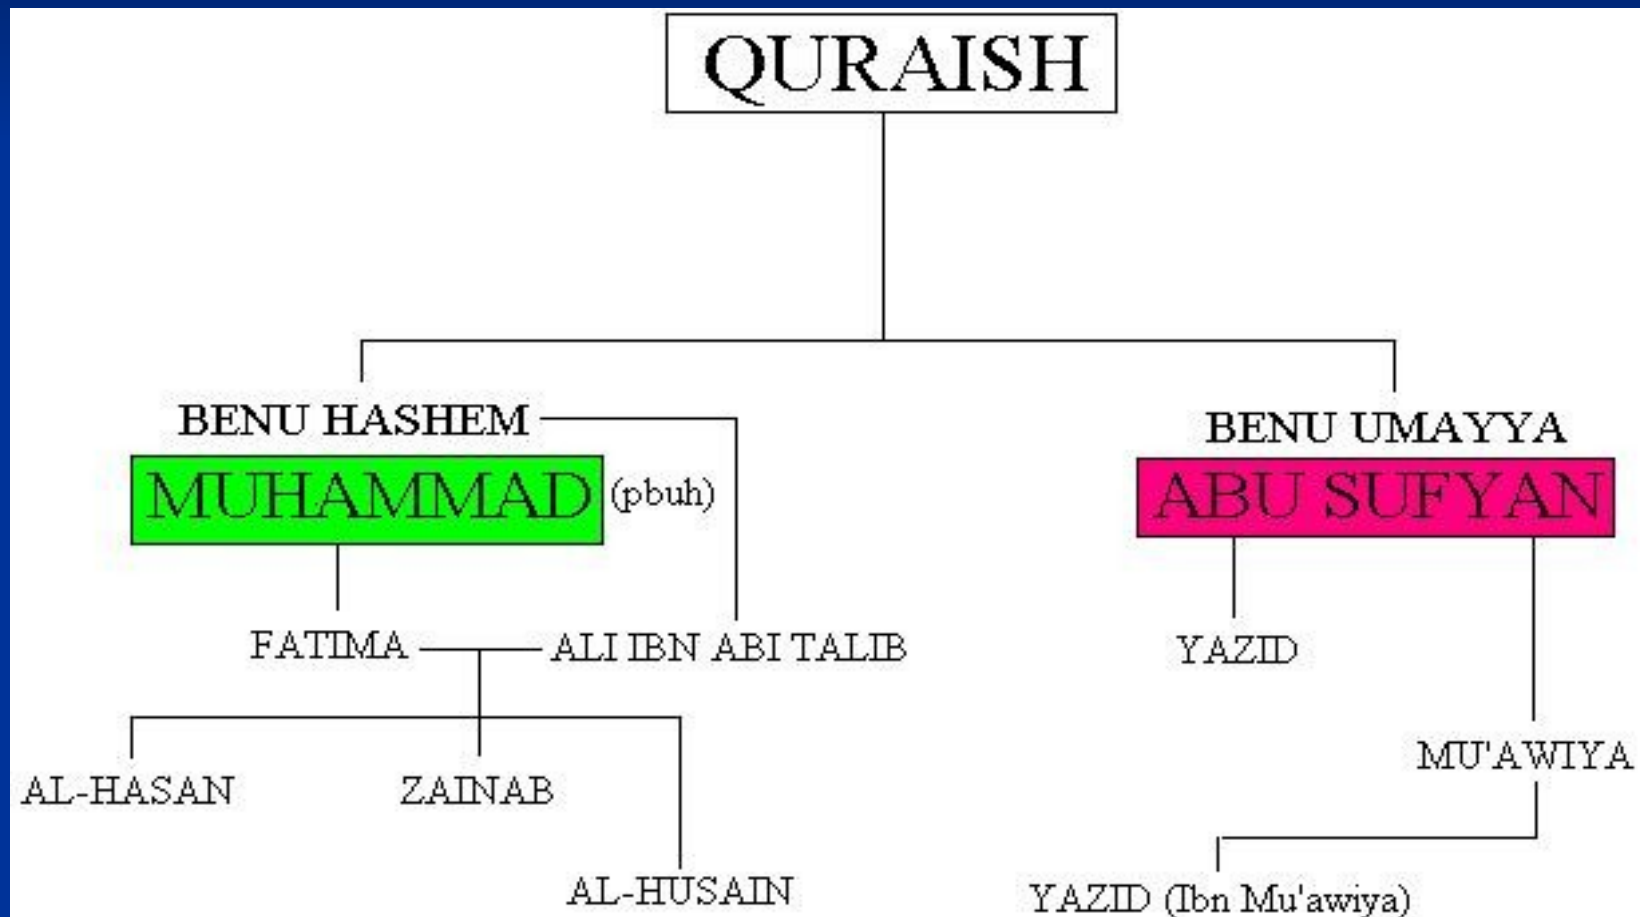 QURAISH
BENU HASHEM
BENU UMAYYA
MUHAMMAD (pbuh)
ABU SUFYAN
FATIMA
ALI IBN ABI TALIB
YAZID
MU'AWIYA
AL-HASAN
ZAINAB
AL-HUSAIN
YAZID (Ibn Mu'awiya)